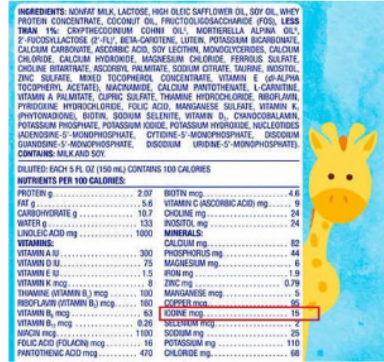 INGREDIENTS: NONFAT MILK, LACTOSE, HIGH OLEIC SAFFLOWER OIL, SOY OIL, WHEY
PROTEIN CONCENTRATE, COCONUT OIL, FRUCTOOLIGOSACCHARIDE (FOS), LESS
THAN 1%: CRYPTHECODINIUM COHNII OIL*, MORTIERELLA ALPINA OIL*,
2'-FUCOSYLLACTOSE (2'-FL)*, BETA-CAROTENE, LUTEIN, POTASSIUM BICARBONATE,
CALCIUM CARBONATE, ASCORBIC ACID, SOY LECITHIN, MONOGLYCERIDES, CALCIUM
CHLORIDE, CALCIUM HYDROXIDE, MAGNESIUM CHLORIDE, FERROUS SULFATE,
CHOLINE BITARTRATE, ASCORBYL PALMITATE, SODIUM CITRATE, TAURINE, INOSITOL,
ZINC SULFATE, MIXED TOCOPHEROL CONCENTRATE, VITAMIN E (
TOCOPHERYL ACETATE), NIACINAMIDE, CALCIUM PANTOTHENATE, L-CARNITINE,
VITAMIN A PALMITATE, CUPRIC SULFATE, THIAMINE HYDROCHLORIDE, RIBOFLAVIN,
PYRIDOXINE HYDROCHLORIDE, FOLIC ACID, MANGANESE SULFATE, VITAMIN K,
(PHYTONADIONE), BIOTIN, SODIUM SELENITE, VITAMIN D₃, CYANOCOBALAMIN,
POTASSIUM PHOSPHATE, POTASSIUM IODIDE, POTASSIUM HYDROXIDE, NUCLEOTIDES
(ADENOSINE-5'-MONOPHOSPHATE, CYTIDINE-5'-MONOPHOSPHATE, DISODIUM
GUANOSINE-5'-MONOPHOSPHATE, DISODIUM URIDINE-5'-MONOPHOSPHATE).
CONTAINS: MILK AND SOY.
DILUTED: EACH 5 FL OZ (150 mL) CONTAINS 100 CALORIES
NUTRIENTS PER 100 CALORIES:
PROTEIN g 2.07
FAT g 5.6
CARBOHYDRATE g 10.7
WATER g 133
LINOLEIC ACID mg 1000
VITAMINS:
VITAMIN A IU 300
VITAMIN D IU 75
VITAMIN E IU 1.5
VITAMIN K mcg 8
THIAMINE (VITAMIN B₁) mcg 100
RIBOFLAVIN (VITAMIN B₂) mcg 160
VITAMIN B₆ mcg 63
VITAMIN B₁₂ mcg 0.26
NIACIN mcg 1100
FOLIC ACID (FOLACIN) mcg 16
PANTOTHENIC ACID mcg 470
BIOTIN mcg 4.6
VITAMIN C (ASCORBIC ACID) mg 9
CHOLINE mg 24
INOSITOL mg 24
MINERALS:
CALCIUM mg 82
PHOSPHORUS mg 44
MAGNESIUM mg 6
IRON mg 1.9
ZINC mg 0.79
MANGANESE mcg 5
COPPER mcg 95
IODINE mcg 15
SELENIUM mcg 2
SODIUM mg 25
POTASSIUM mg 110
CHLORIDE mg 68